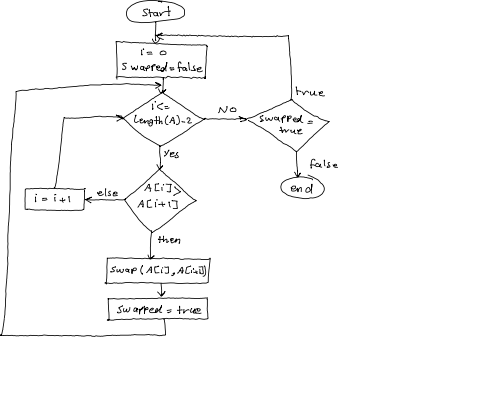 Start
i = 0
Swapped = false
i <=
length(A)-2
NO
Swapped =
true
true
false
end
yes
A[i] >
A[i+1]
else
i = i+1
then
swap(A[i], A[i+1])
swapped = true